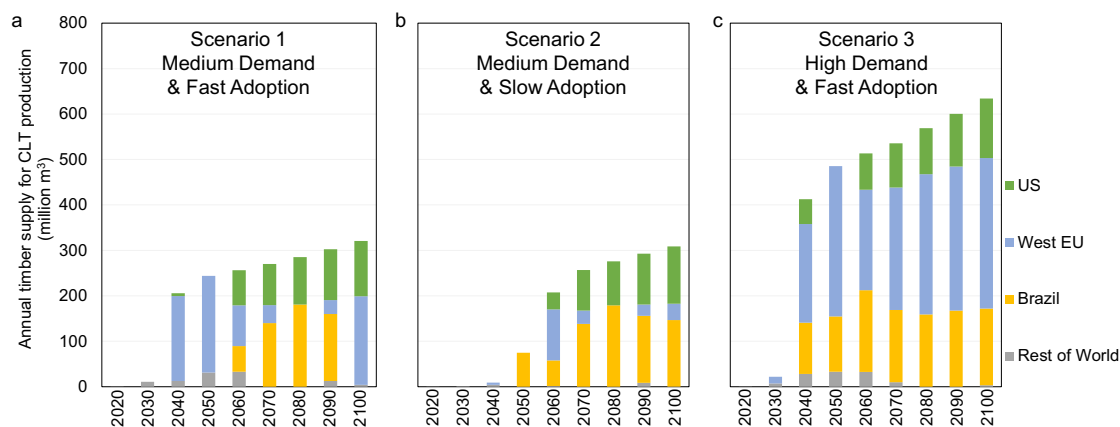 a
b
c
Annual timber supply for CLT production
(million m³)
800
700
600
500
400
300
200
100
0
Scenario 1
Medium Demand
& Fast Adoption
Scenario 2
Medium Demand
& Slow Adoption
Scenario 3
High Demand
& Fast Adoption
2020
2030
2040
2050
2060
2070
2080
2090
2100
2020
2030
2040
2050
2060
2070
2080
2090
2100
2020
2030
2040
2050
2060
2070
2080
2090
2100
US
West EU
Brazil
Rest of World